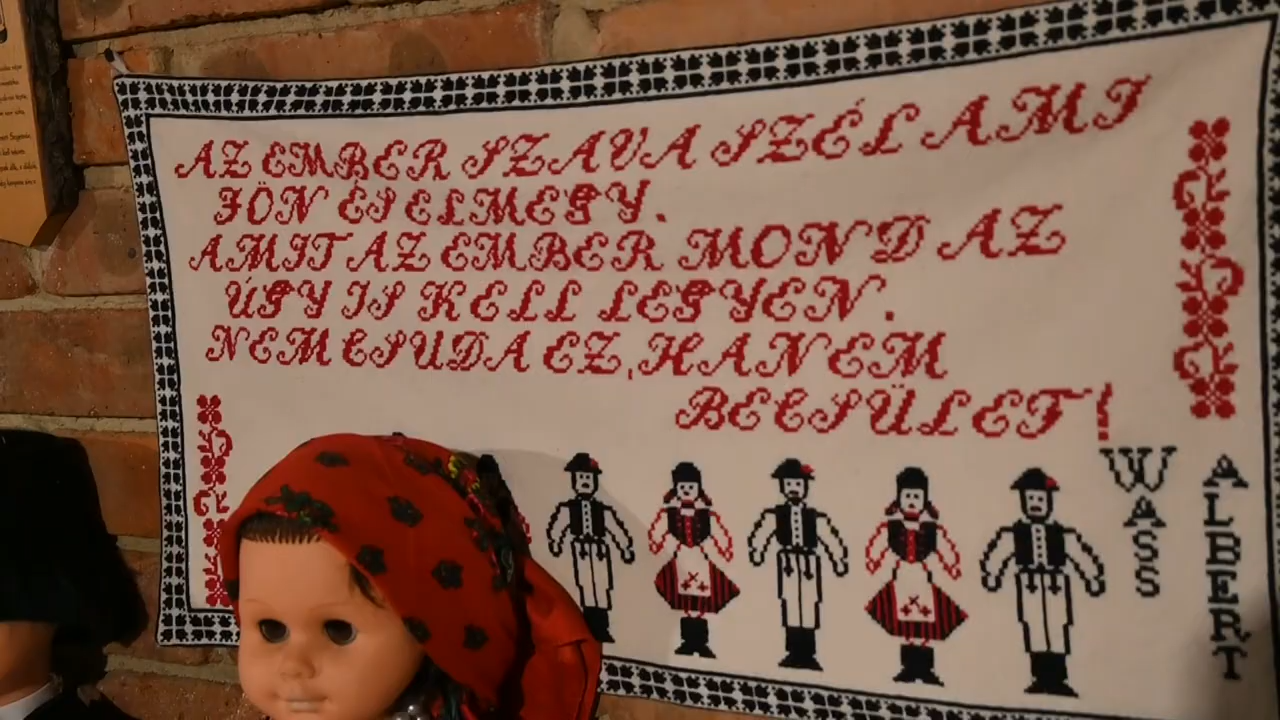 AZ EMBER SZAVA SZÉL AMI
JÖN ÉS ELMEGY.
AMIT AZ EMBER MOND AZ
ÚGY IS KELL LEGYEN.
NEM CSUDA EZ, HANEM
BECSÜLET!
WASS
ALBERT